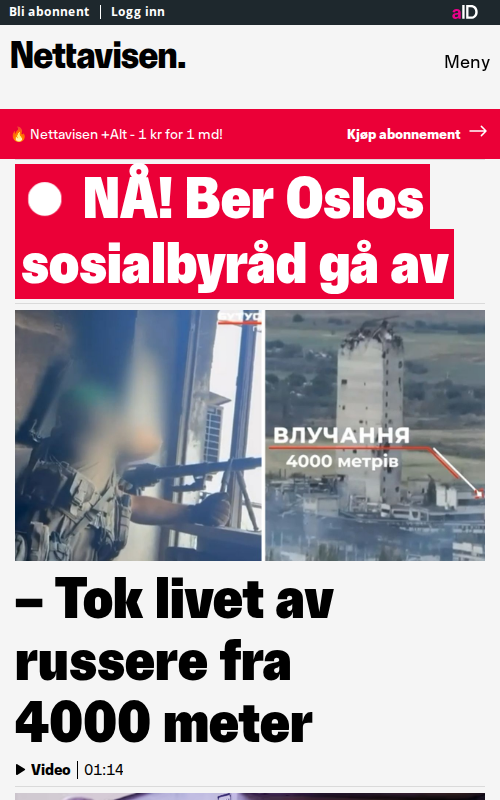 Bli abonnent
Logg inn
aID
Nettavisen.
Meny
🔥 Nettavisen +Alt - 1 kr for 1 md!
Kjøp abonnement →
NÅ! Ber Oslos
sosialbyråd gå av
ВЛУЧАННЯ
4000 метрів
– Tok livet av
russere fra
4000 meter
Video
01:14